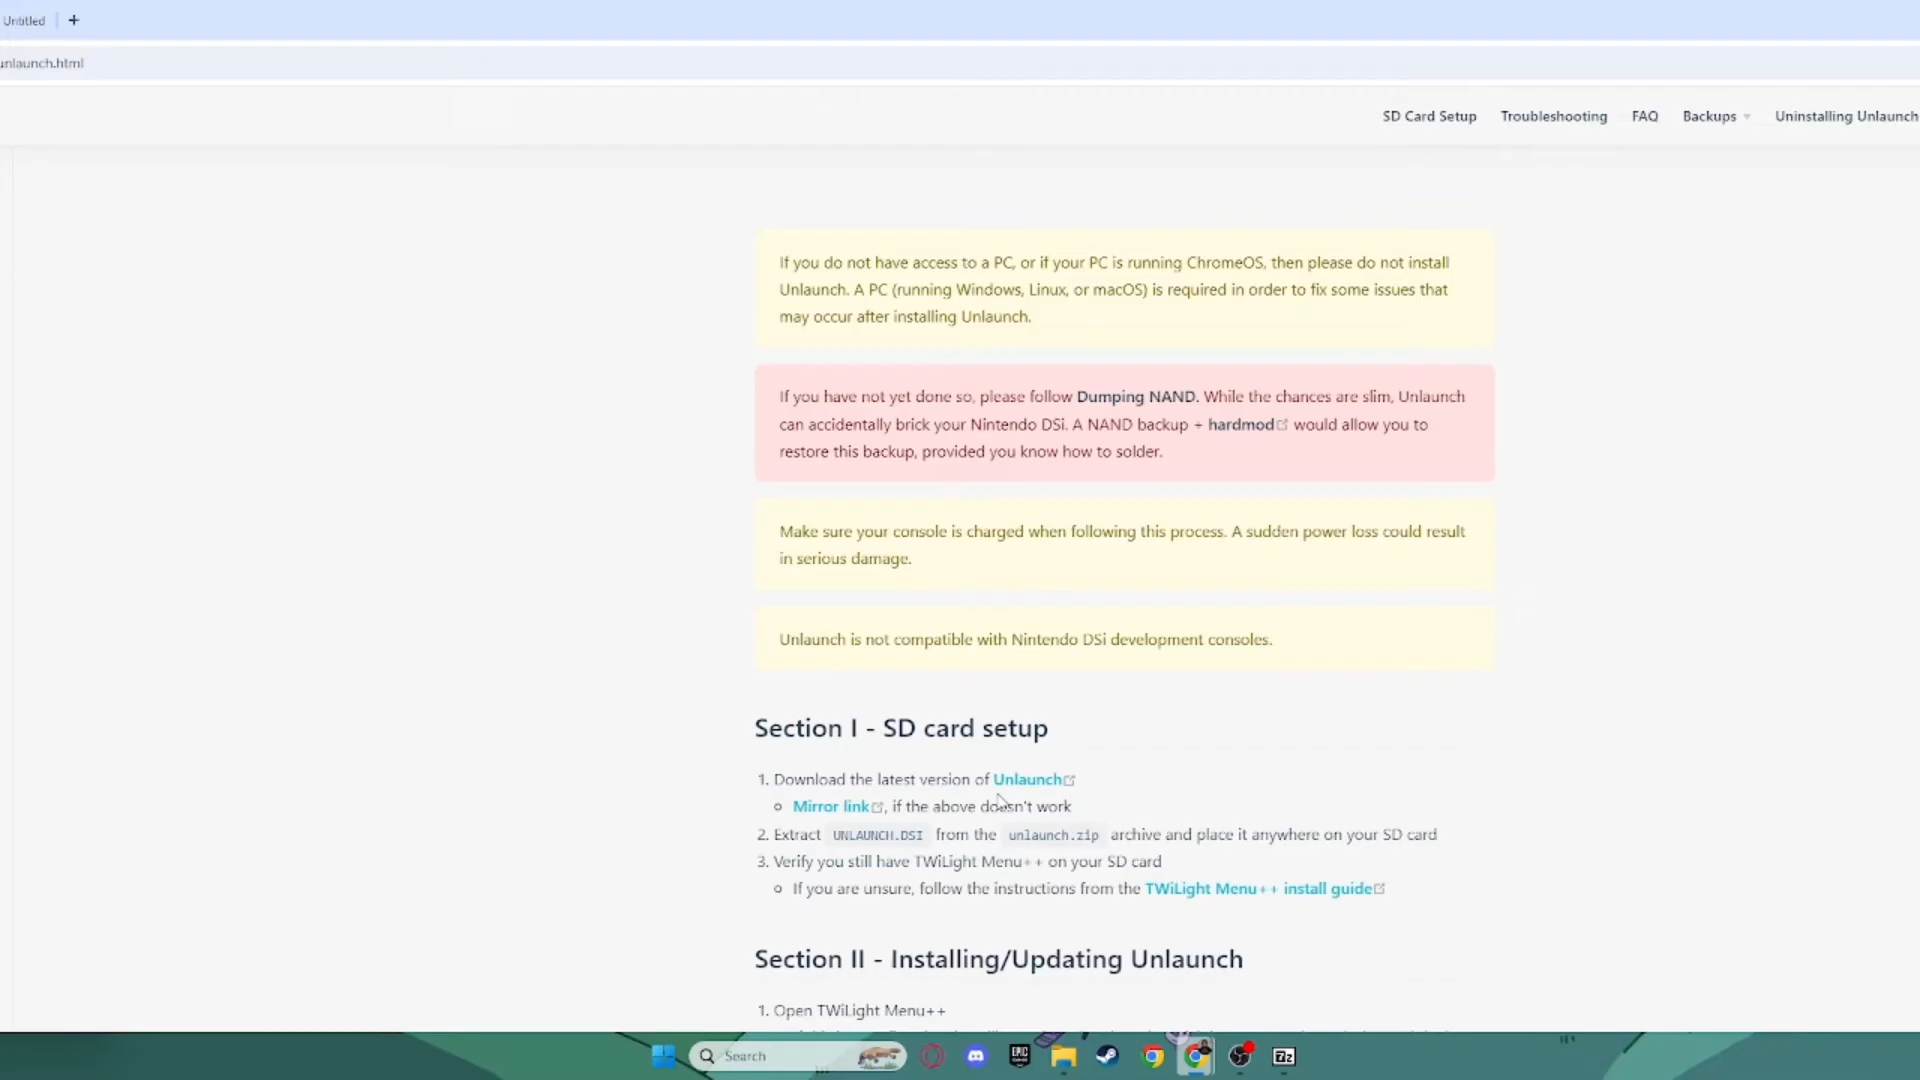 Untitled
unlaunch.html
SD Card Setup Troubleshooting FAQ Backups Uninstalling Unlaunch
If you do not have access to a PC, or if your PC is running ChromeOS, then please do not install
Unlaunch. A PC (running Windows, Linux, or macOS) is required in order to fix some issues that
may occur after installing Unlaunch.
If you have not yet done so, please follow Dumping NAND. While the chances are slim, Unlaunch
can accidentally brick your Nintendo DSi. A NAND backup + hardmod would allow you to
restore this backup, provided you know how to solder.
Make sure your console is charged when following this process. A sudden power loss could result
in serious damage.
Unlaunch is not compatible with Nintendo DSi development consoles.
Section I - SD card setup
1. Download the latest version of Unlaunch
Mirror link, if the above doesn't work
2. Extract UNLAUNCH.DSI from the unlaunch.zip archive and place it anywhere on your SD card
3. Verify you still have TWiLight Menu++ on your SD card
If you are unsure, follow the instructions from the TWiLight Menu++ install guide
Section II - Installing/Updating Unlaunch
1. Open TWiLight Menu++
Search
EPIC
7z